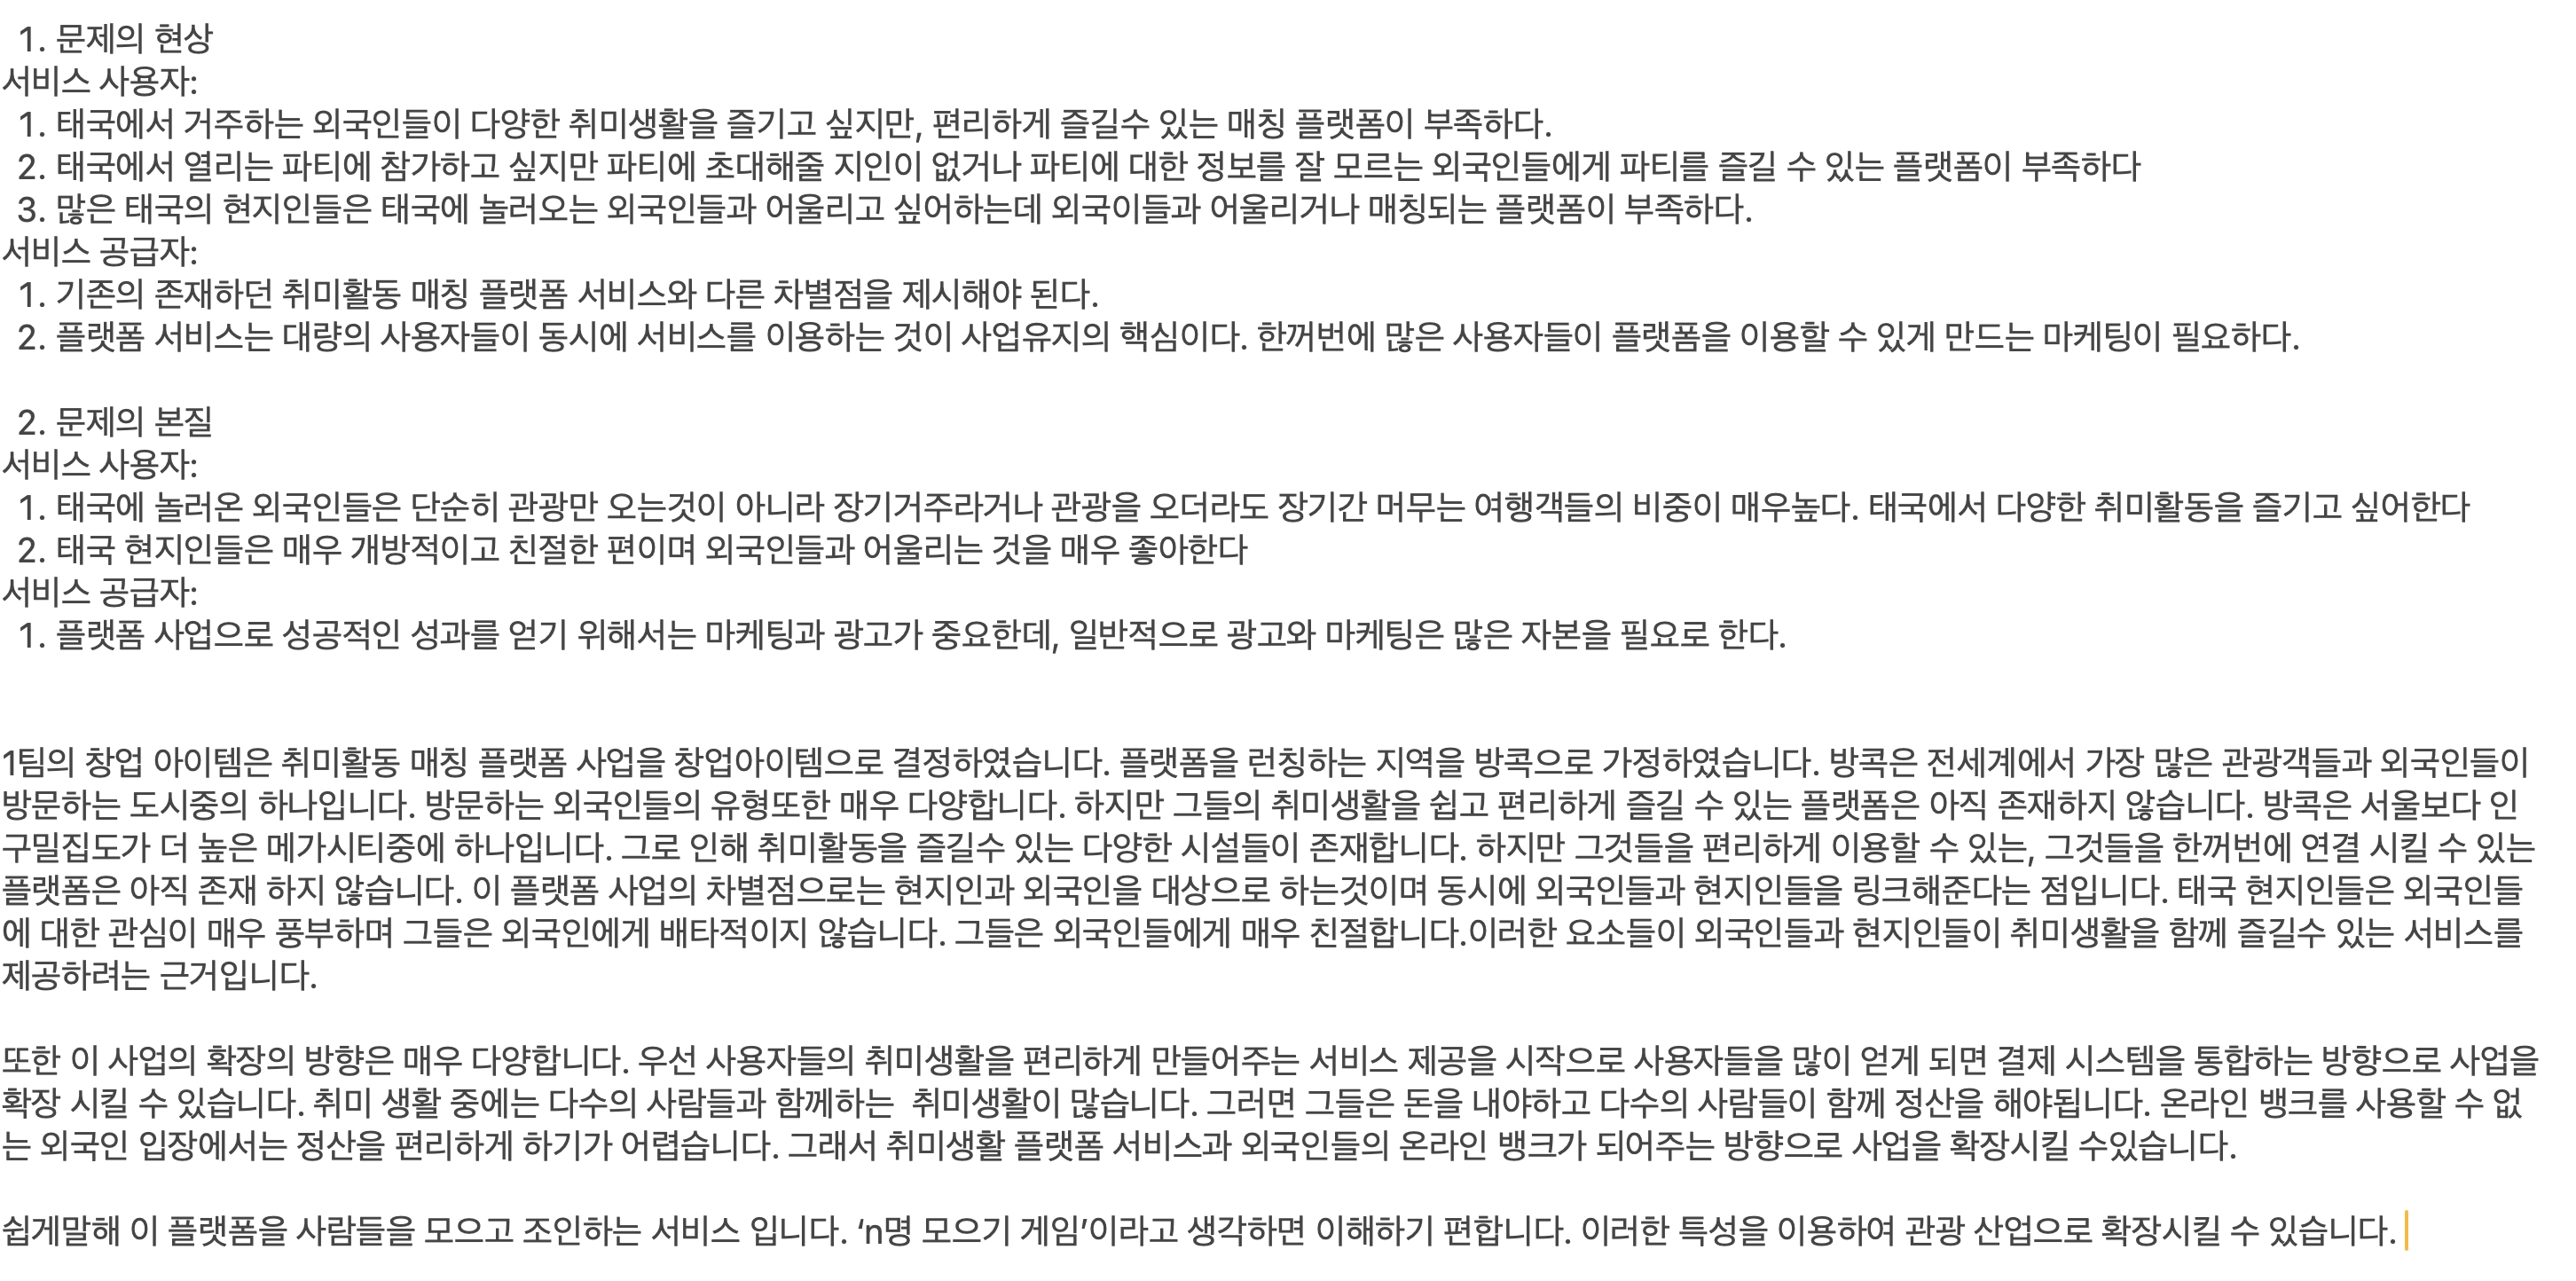 1. 문제의 현상
서비스 사용자:
1. 태국에서 거주하는 외국인들이 다양한 취미생활을 즐기고 싶지만, 편리하게 즐길수 있는 매칭 플랫폼이 부족하다.
2. 태국에서 열리는 파티에 참가하고 싶지만 파티에 초대해줄 지인이 없거나 파티에 대한 정보를 잘 모르는 외국인들에게 파티를 즐길 수 있는 플랫폼이 부족하다
3. 많은 태국의 현지인들은 태국에 놀러오는 외국인들과 어울리고 싶어하는데 외국이들과 어울리거나 매칭되는 플랫폼이 부족하다.
서비스 공급자:
1. 기존의 존재하던 취미활동 매칭 플랫폼 서비스와 다른 차별점을 제시해야 된다.
2. 플랫폼 서비스는 대량의 사용자들이 동시에 서비스를 이용하는 것이 사업유지의 핵심이다. 한꺼번에 많은 사용자들이 플랫폼을 이용할 수 있게 만드는 마케팅이 필요하다.
2. 문제의 본질
서비스 사용자:
1. 태국에 놀러온 외국인들은 단순히 관광만 오는것이 아니라 장기거주라거나 관광을 오더라도 장기간 머무는 여행객들의 비중이 매우높다. 태국에서 다양한 취미활동을 즐기고 싶어한다
2. 태국 현지인들은 매우 개방적이고 친절한 편이며 외국인들과 어울리는 것을 매우 좋아한다
서비스 공급자:
1. 플랫폼 사업으로 성공적인 성과를 얻기 위해서는 마케팅과 광고가 중요한데, 일반적으로 광고와 마케팅은 많은 자본을 필요로 한다.
1팀의 창업 아이템은 취미활동 매칭 플랫폼 사업을 창업아이템으로 결정하였습니다. 플랫폼을 런칭하는 지역을 방콕으로 가정하였습니다. 방콕은 전세계에서 가장 많은 관광객들과 외국인들이
방문하는 도시중의 하나입니다. 방문하는 외국인들의 유형또한 매우 다양합니다. 하지만 그들의 취미생활을 쉽고 편리하게 즐길 수 있는 플랫폼은 아직 존재하지 않습니다. 방콕은 서울보다 인
구밀집도가 더 높은 메가시티중에 하나입니다. 그로 인해 취미활동을 즐길수 있는 다양한 시설들이 존재합니다. 하지만 그것들을 편리하게 이용할 수 있는, 그것들을 한꺼번에 연결 시킬 수 있는
플랫폼은 아직 존재 하지 않습니다. 이 플랫폼 사업의 차별점으로는 현지인과 외국인을 대상으로 하는것이며 동시에 외국인들과 현지인들을 링크해준다는 점입니다. 태국 현지인들은 외국인들
에 대한 관심이 매우 풍부하며 그들은 외국인에게 배타적이지 않습니다. 그들은 외국인들에게 매우 친절합니다.이러한 요소들이 외국인들과 현지인들이 취미생활을 함께 즐길수 있는 서비스를
제공하려는 근거입니다.
또한 이 사업의 확장의 방향은 매우 다양합니다. 우선 사용자들의 취미생활을 편리하게 만들어주는 서비스 제공을 시작으로 사용자들을 많이 얻게 되면 결제 시스템을 통합하는 방향으로 사업을
확장 시킬 수 있습니다. 취미 생활 중에는 다수의 사람들과 함께하는  취미생활이 많습니다. 그러면 그들은 돈을 내야하고 다수의 사람들이 함께 정산을 해야됩니다. 온라인 뱅크를 사용할 수 없
는 외국인 입장에서는 정산을 편리하게 하기가 어렵습니다. 그래서 취미생활 플랫폼 서비스과 외국인들의 온라인 뱅크가 되어주는 방향으로 사업을 확장시킬 수있습니다.
쉽게말해 이 플랫폼을 사람들을 모으고 조인하는 서비스 입니다. ‘n명 모으기 게임’이라고 생각하면 이해하기 편합니다. 이러한 특성을 이용하여 관광 산업으로 확장시킬 수 있습니다.